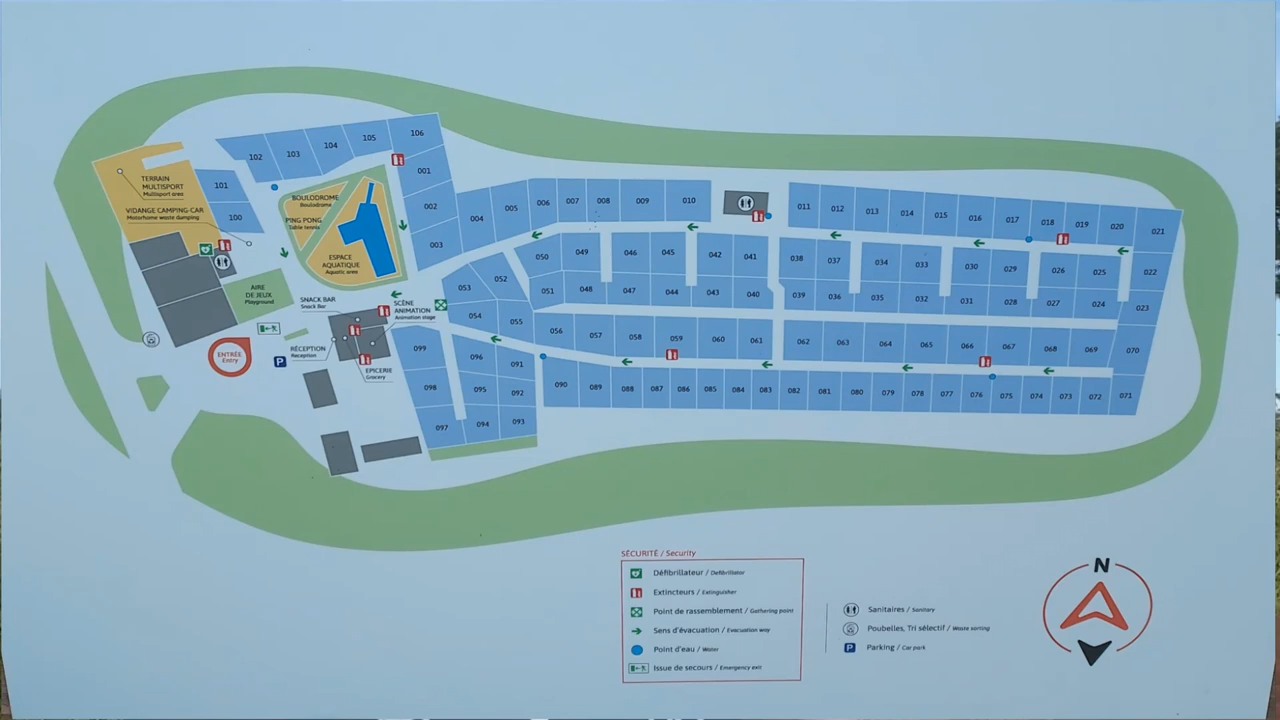 106
105
104
103
102
101
100
001
002
003
004
005
006
007
008
009
010
011
012
013
014
015
016
017
018
019
020
021
TERRAIN
MULTISPORT
Multisport area
VIDANGE CAMPING-CAR
Motorhome waste dumping
BOULODROME
Boulodrome
PING PONG
Table tennis
ESPACE
AQUATIQUE
Aquatic area
AIRE
DE JEUX
Playground
SNACK BAR
Snack Bar
SCÈNE
ANIMATION
Animation stage
RÉCEPTION
Reception
EPICERIE
Grocery
ENTRÉE
Entry
P
052
050
049
046
045
042
041
038
037
034
033
030
029
026
025
022
053
051
048
047
044
043
040
039
036
035
032
031
028
027
024
023
054
055
056
057
058
059
060
061
062
063
064
065
066
067
068
069
070
099
096
091
098
095
092
097
094
093
090
089
088
087
086
085
084
083
082
081
080
079
078
077
076
075
074
073
072
071
SÉCURITÉ / Security
Défibrillateur / Defibrillator
Extincteurs / Extinguisher
Point de rassemblement / Gathering point
Sens d'évacuation / Evacuation way
Point d'eau / Water
Issue de secours / Emergency exit
Sanitaires / Sanitary
Poubelles, Tri sélectif / Waste sorting
P Parking / Car park
N